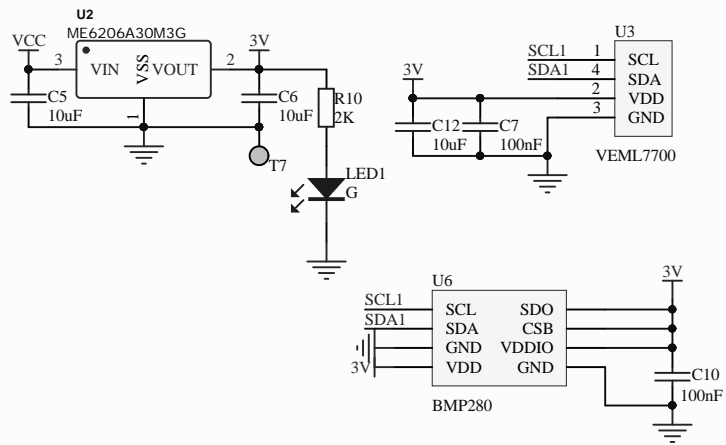 U2
ME6206A30M3G
VCC
3 VIN VSS VOUT 2
3V
1
C5
10uF
C6
10uF
R10
2K
T7
LED1
G
U3
SCL1 1 SCL
SDA1 4 SDA
3V
2 VDD
3 GND
C12
10uF
C7
100nF
VEML7700
U6
3V
SCL1 SCL SDO
SDA1 SDA CSB
GND VDDIO
3V VDD GND
C10
100nF
BMP280